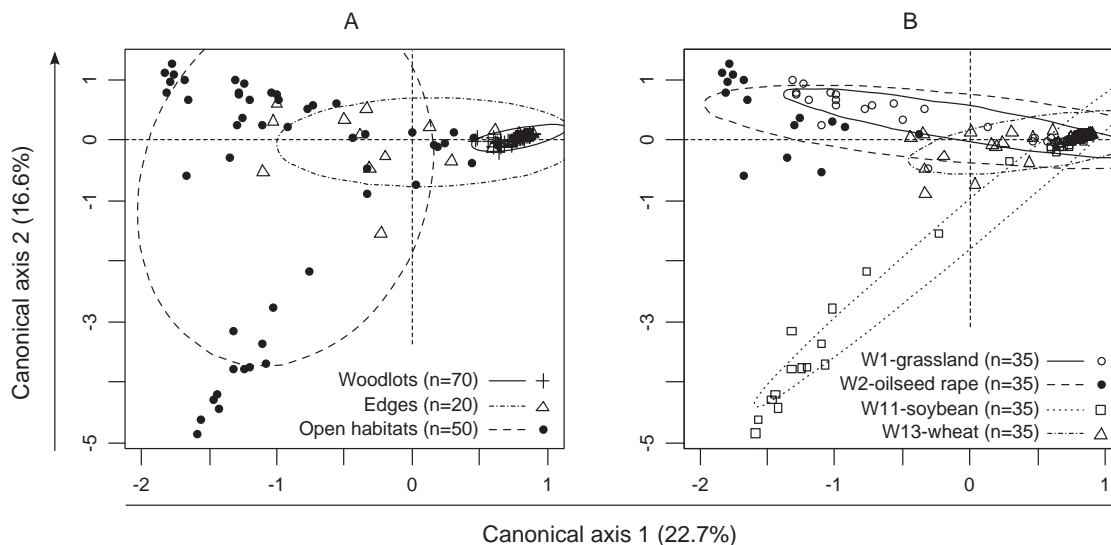 A
B
Canonical axis 2 (16.6%)
1
0
-1
-3
-5
Woodlots (n=70)
Edges (n=20)
Open habitats (n=50)
-2
-1
0
1
1
0
-1
-3
-5
W1-grassland (n=35)
W2-oilseed rape (n=35)
W11-soybean (n=35)
W13-wheat (n=35)
-2
-1
0
1
Canonical axis 1 (22.7%)